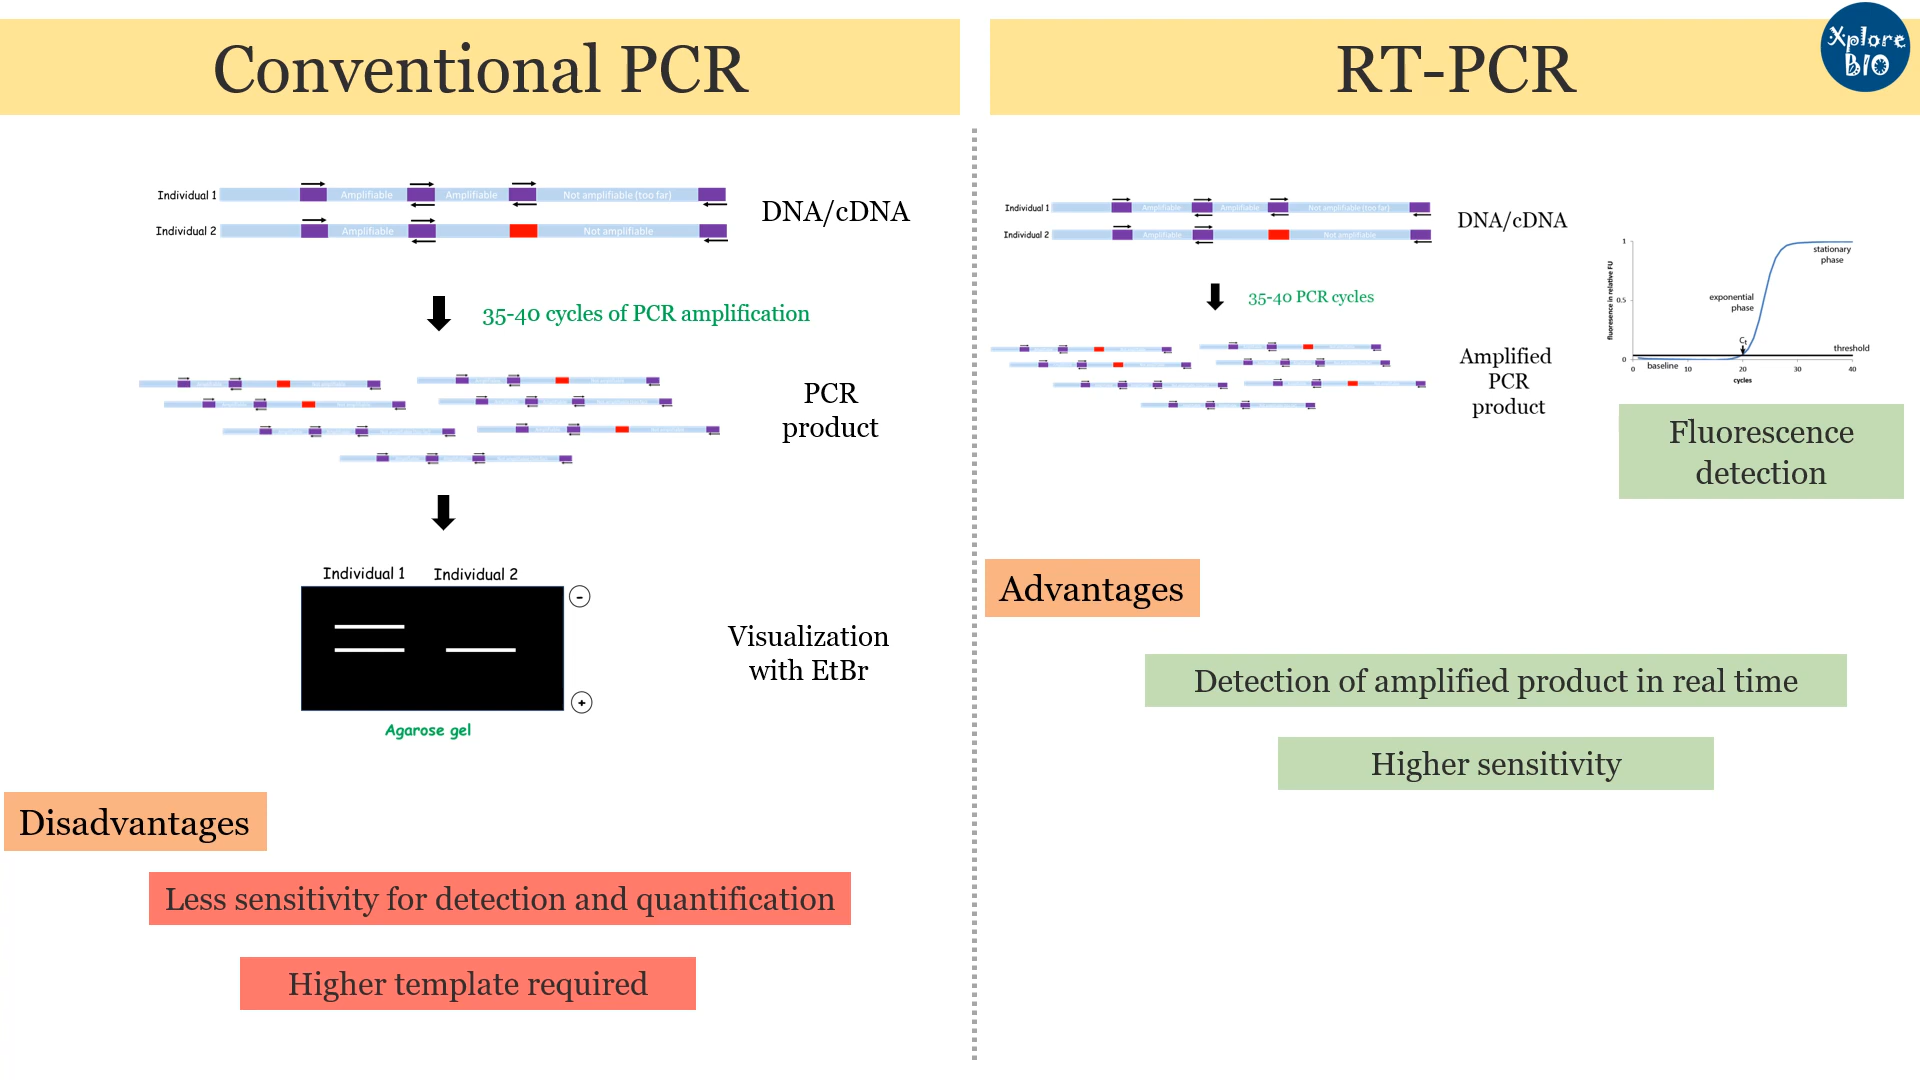 Conventional PCR
Individual 1
Amplifiable
Amplifiable
Not amplifiable (too far)
Individual 2
Amplifiable
Not amplifiable
DNA/cDNA
35-40 cycles of PCR amplification
PCR
product
Individual 1
Individual 2
-
+
Agarose gel
Visualization
with EtBr
Disadvantages
Less sensitivity for detection and quantification
Higher template required
RT-PCR
Xplore
BIO
Individual 1
Amplifiable
Amplifiable
Not amplifiable (too far)
Individual 2
Amplifiable
Not amplifiable
DNA/cDNA
35-40 PCR cycles
Amplified
PCR
product
fluoresence in relative FU
1
0.5
0
stationary
phase
exponential
phase
Ct
threshold
baseline
0
10
20
30
40
cycles
Fluorescence
detection
Advantages
Detection of amplified product in real time
Higher sensitivity